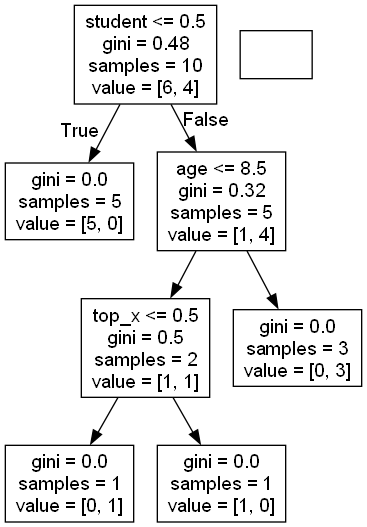 student <= 0.5
gini = 0.48
samples = 10
value = [6, 4]
True
False
gini = 0.0
samples = 5
value = [5, 0]
age <= 8.5
gini = 0.32
samples = 5
value = [1, 4]
top_x <= 0.5
gini = 0.5
samples = 2
value = [1, 1]
gini = 0.0
samples = 3
value = [0, 3]
gini = 0.0
samples = 1
value = [0, 1]
gini = 0.0
samples = 1
value = [1, 0]